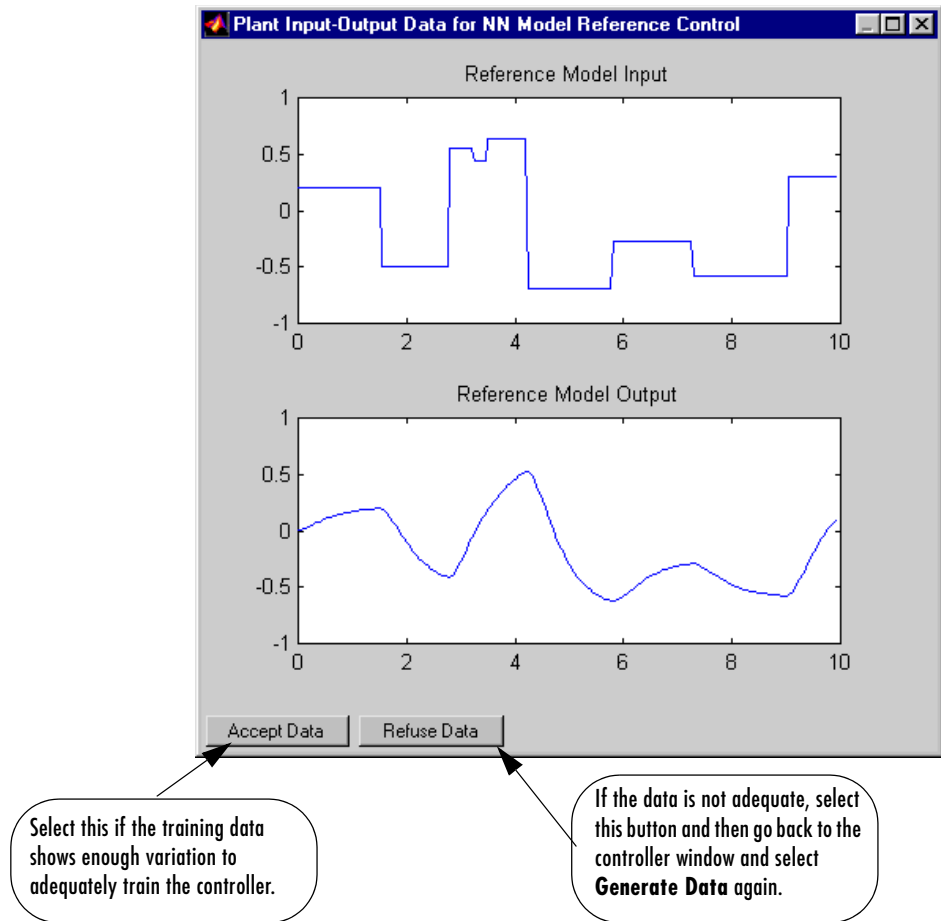 Plant Input-Output Data for NN Model Reference Control
Reference Model Input
1
0.5
0
-0.5
-1
0 2 4 6 8 10
Reference Model Output
1
0.5
0
-0.5
-1
0 2 4 6 8 10
Accept Data Refuse Data
Select this if the training data
shows enough variation to
adequately train the controller.
If the data is not adequate, select
this button and then go back to the
controller window and select
Generate Data again.